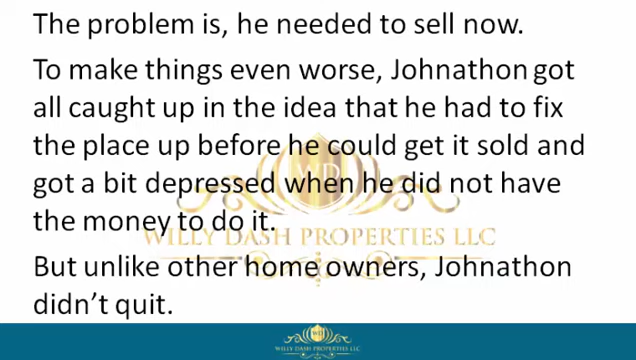 The problem is, he needed to sell now.
To make things even worse, Johnathon got
all caught up in the idea that he had to fix
the place up before he could get it sold and
got a bit depressed when he did not have
the money to do it.
WD
WILLY DASH PROPERTIES LLC
But unlike other home owners, Johnathon
didn’t quit.
WD
WILLY DASH PROPERTIES LLC